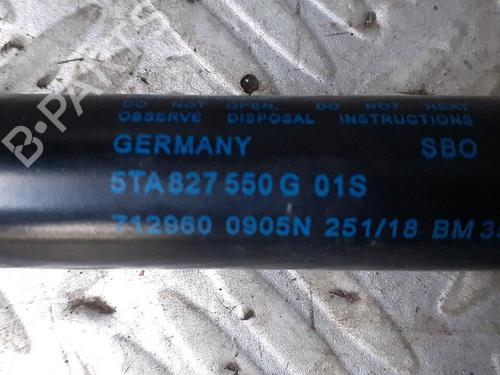 DO NOT OPEN, DO NOT HEAT
OBSERVE DISPOSAL INSTRUCTIONS
GERMANY SBO
5TA 827 550 G 01S
712960 0905N 251/18 BM 33
B-PARTS